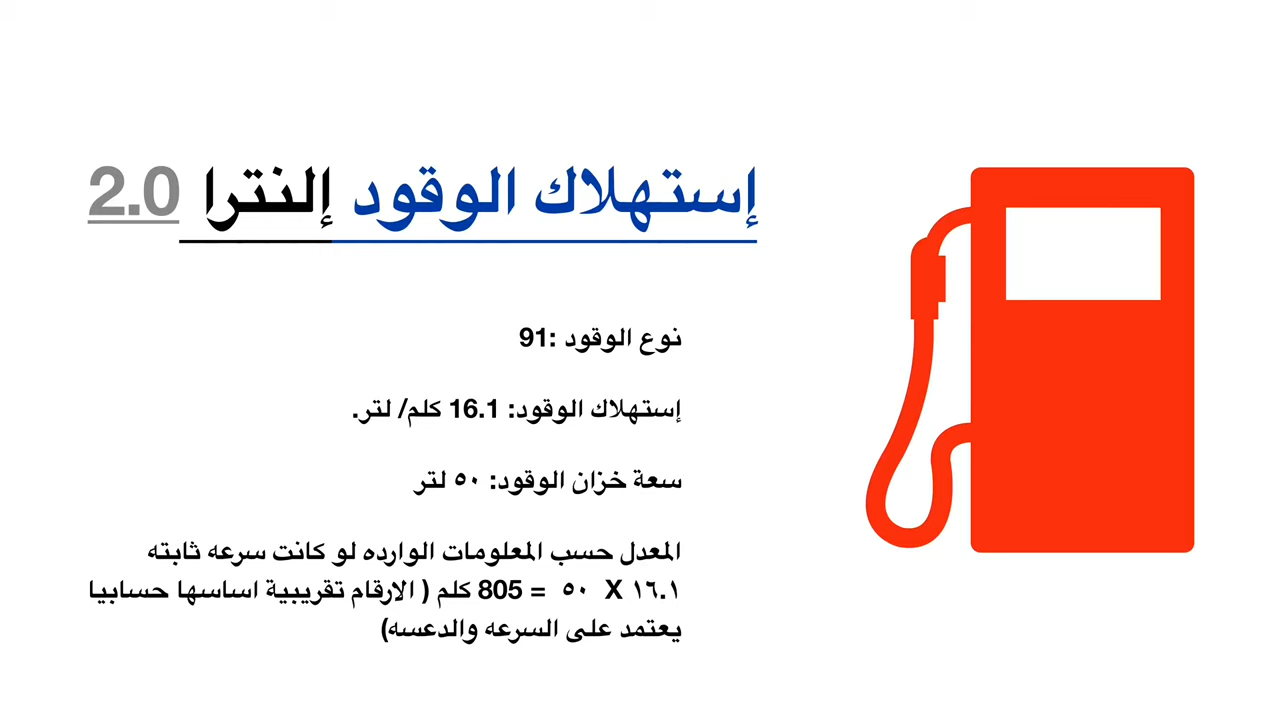 إستهلاك الوقود إلنترا 2.0
نوع الوقود :91
إستهلاك الوقود: 16.1 كلم/ لتر.
سعة خزان الوقود: ٥٠ لتر
المعدل حسب المعلومات الوارده لو كانت سرعه ثابته
١٦.١ X ٥٠ = 805 كلم ( الارقام تقريبية اساسها حسابيا
يعتمد على السرعه والدعسه)